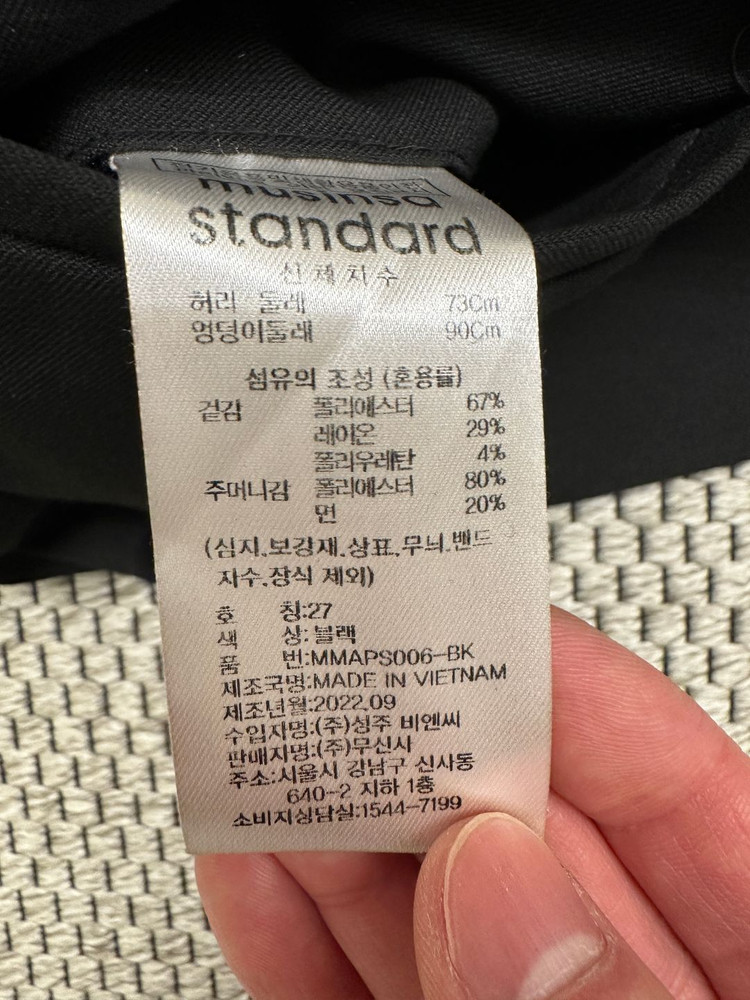 musinsa
standard
신체치수
허리 둘레 73Cm
엉덩이둘레 90Cm
섬유의 조성 (혼용률)
겉감 폴리에스터 67%
레이온 29%
폴리우레탄 4%
주머니감 폴리에스터 80%
면 20%
(심지.보강재.상표.무늬.밴드
자수.장식 제외)
호 칭:27
색 상:블랙
품 번:MMAPS006-BK
제조국명:MADE IN VIETNAM
제조년월:2022.09
수입자명:(주)성주 비엔씨
판매자명:(주)무신사
주소:서울시 강남구 신사동
640-2 지하 1층
소비자상담실:1544-7199